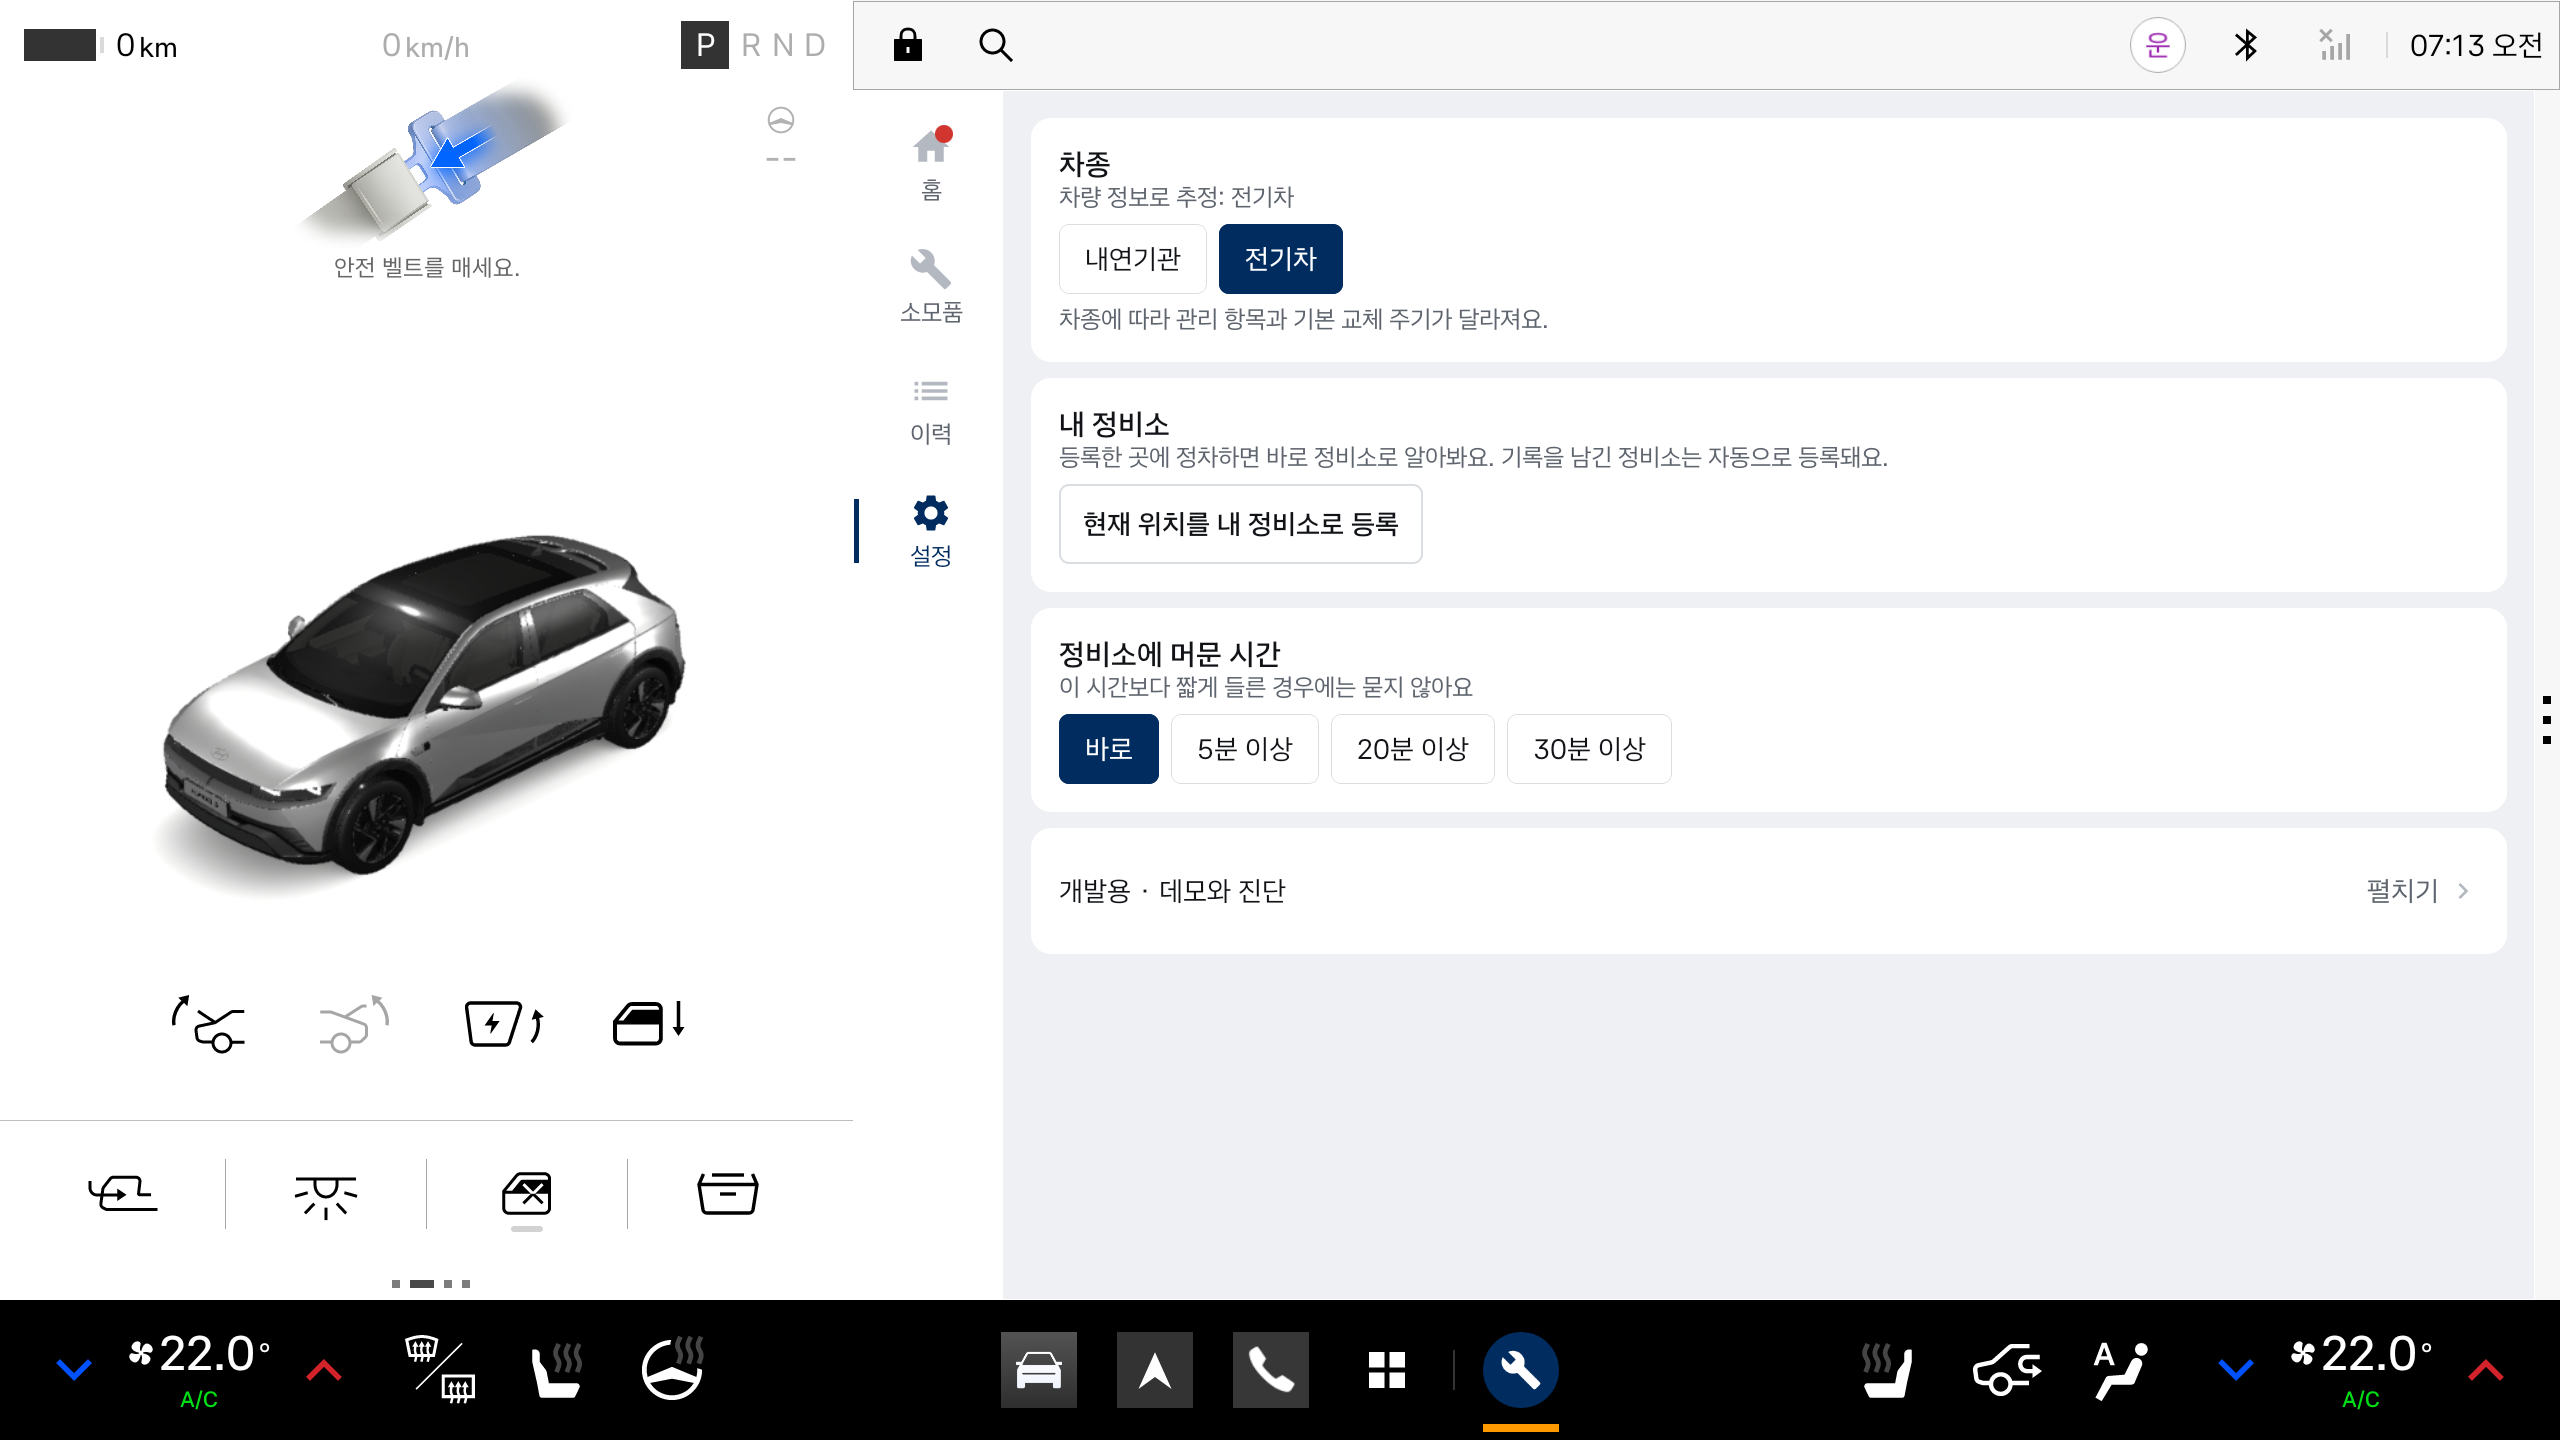 0 km
0 km/h
P R N D
운
07:13 오전
안전 벨트를 매세요.
홈
소모품
이력
설정
차종
차량 정보로 추정: 전기차
내연기관
전기차
차종에 따라 관리 항목과 기본 교체 주기가 달라져요.
내 정비소
등록한 곳에 정차하면 바로 정비소로 알아봐요. 기록을 남긴 정비소는 자동으로 등록돼요.
현재 위치를 내 정비소로 등록
정비소에 머문 시간
이 시간보다 짧게 들른 경우에는 묻지 않아요
바로
5분 이상
20분 이상
30분 이상
개발용 · 데모와 진단
펼치기
22.0°
A/C
A
22.0°
A/C